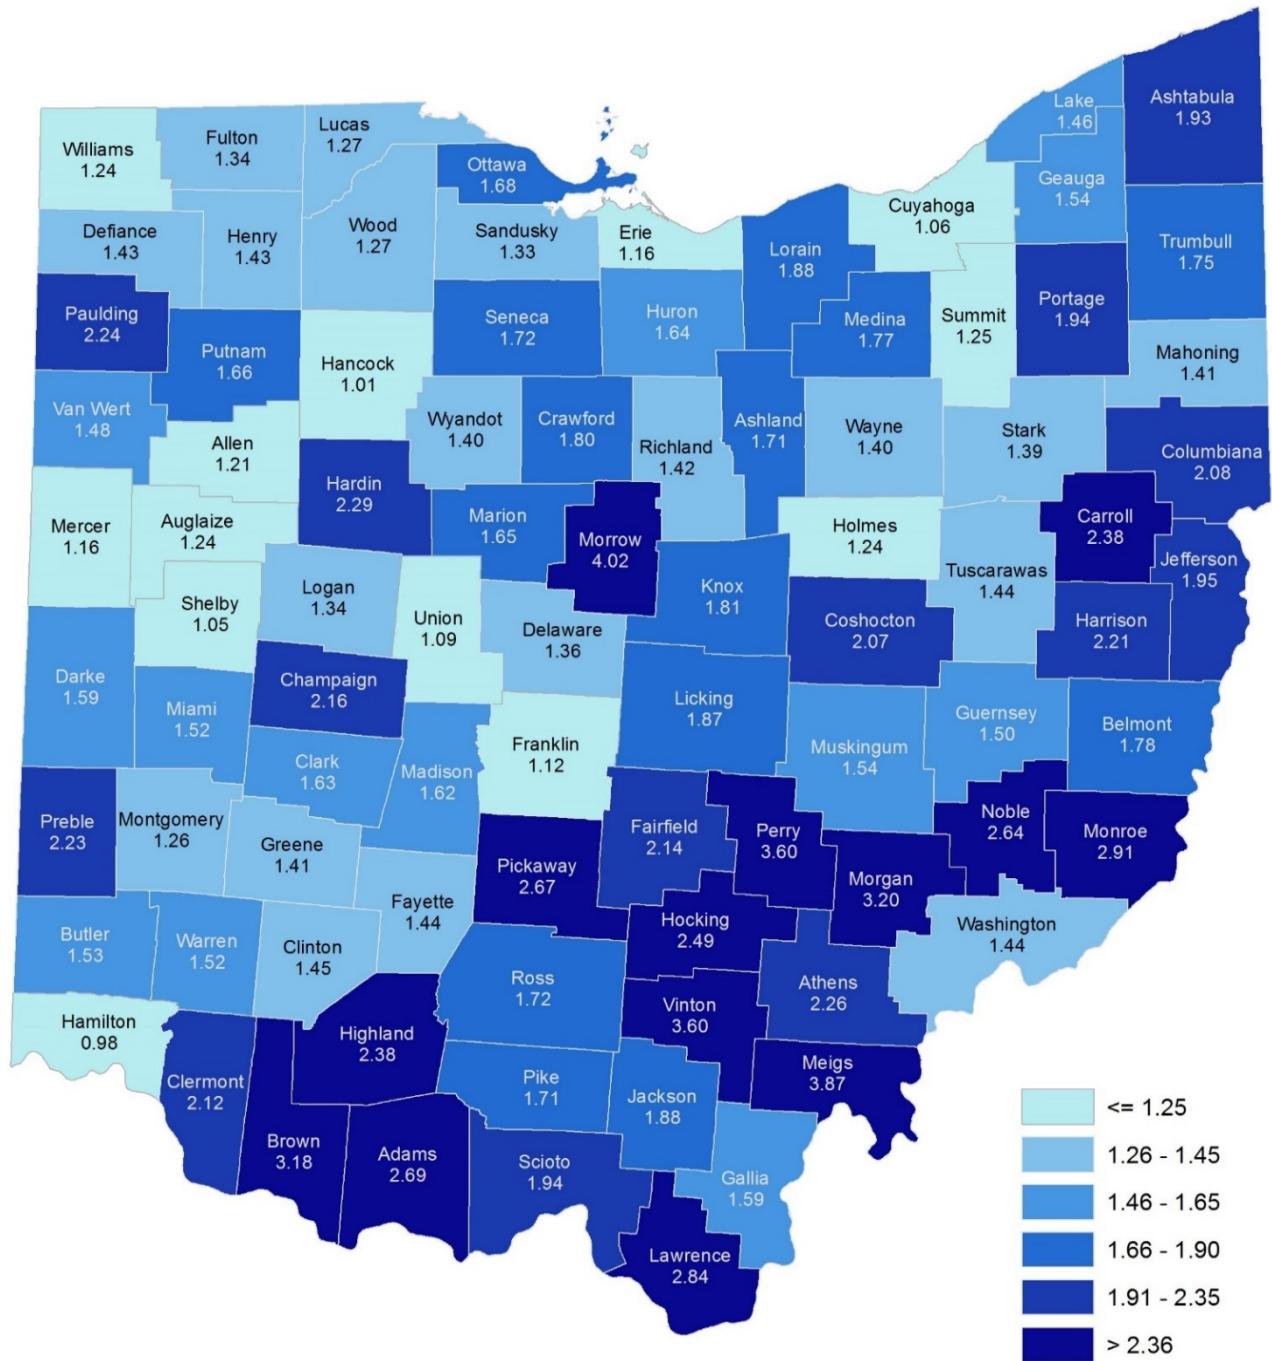 Lake
1.46
Ashtabula
1.93
Williams
1.24
Fulton
1.34
Lucas
1.27
Ottawa
1.68
Geauga
1.54
Cuyahoga
1.06
Defiance
1.43
Henry
1.43
Wood
1.27
Sandusky
1.33
Erie
1.16
Lorain
1.88
Trumbull
1.75
Paulding
2.24
Putnam
1.66
Hancock
1.01
Seneca
1.72
Huron
1.64
Medina
1.77
Summit
1.25
Portage
1.94
Mahoning
1.41
Van Wert
1.48
Allen
1.21
Wyandot
1.40
Crawford
1.80
Richland
1.42
Ashland
1.71
Wayne
1.40
Stark
1.39
Columbiana
2.08
Mercer
1.16
Auglaize
1.24
Hardin
2.29
Marion
1.65
Morrow
4.02
Holmes
1.24
Carroll
2.38
Jefferson
1.95
Shelby
1.05
Logan
1.34
Union
1.09
Delaware
1.36
Knox
1.81
Coshocton
2.07
Tuscarawas
1.44
Harrison
2.21
Darke
1.59
Miami
1.52
Champaign
2.16
Licking
1.87
Muskingum
1.54
Guernsey
1.50
Belmont
1.78
Clark
1.63
Madison
1.62
Franklin
1.12
Preble
2.23
Montgomery
1.26
Greene
1.41
Fairfield
2.14
Perry
3.60
Noble
2.64
Monroe
2.91
Pickaway
2.67
Morgan
3.20
Fayette
1.44
Hocking
2.49
Washington
1.44
Butler
1.53
Warren
1.52
Clinton
1.45
Ross
1.72
Athens
2.26
Hamilton
0.98
Highland
2.38
Vinton
3.60
Meigs
3.87
Clermont
2.12
Pike
1.71
Jackson
1.88
Brown
3.18
Adams
2.69
Scioto
1.94
Gallia
1.59
Lawrence
2.84
<= 1.25
1.26 - 1.45
1.46 - 1.65
1.66 - 1.90
1.91 - 2.35
> 2.36